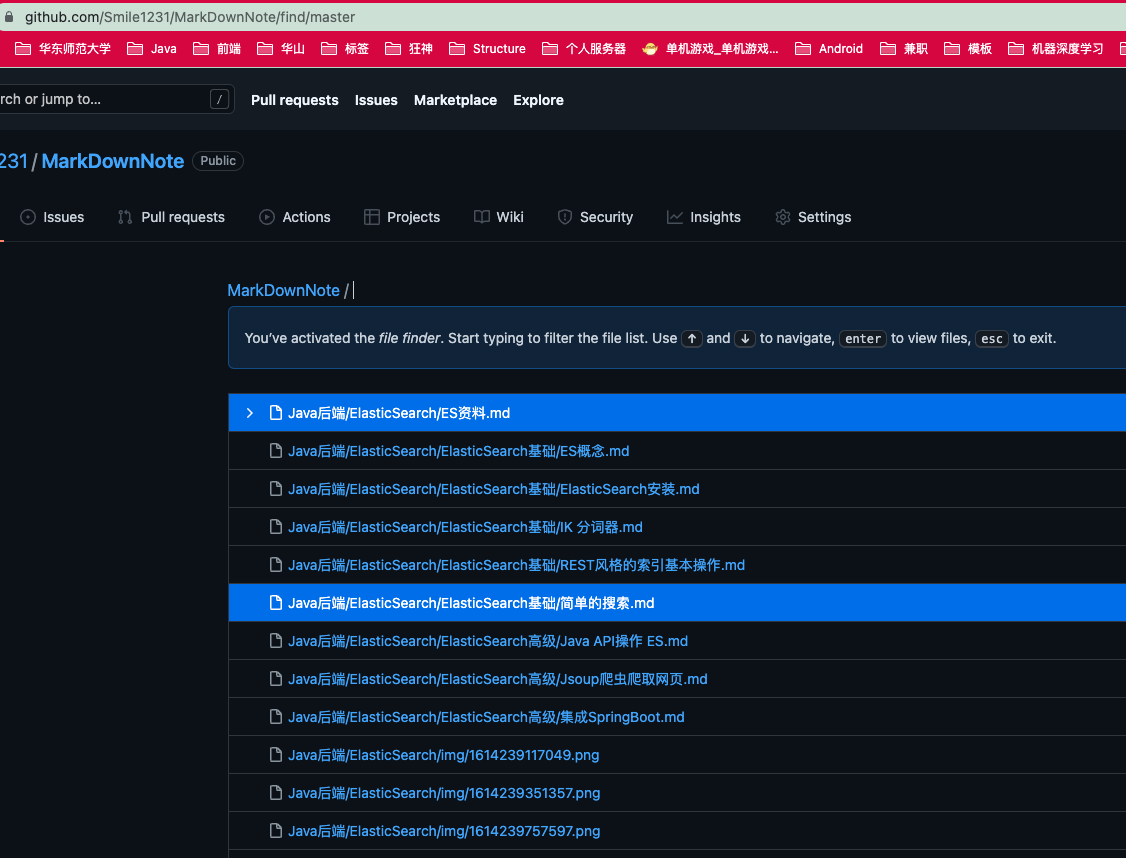 github.com/Smile1231/MarkDownNote/find/master
华东师范大学 Java 前端 华山 标签 狂神 Structure 个人服务器 单机游戏_单机游戏... Android 兼职 模板 机器深度学习
rch or jump to... / Pull requests Issues Marketplace Explore
231/MarkDownNote Public
Issues Pull requests Actions Projects Wiki Security Insights Settings
MarkDownNote /
You’ve activated the file finder. Start typing to filter the file list. Use ↑ and ↓ to navigate, enter to view files, esc to exit.
Java后端/ElasticSearch/ES资料.md
Java后端/ElasticSearch/ElasticSearch基础/ES概念.md
Java后端/ElasticSearch/ElasticSearch基础/ElasticSearch安装.md
Java后端/ElasticSearch/ElasticSearch基础/IK 分词器.md
Java后端/ElasticSearch/ElasticSearch基础/REST风格的索引基本操作.md
Java后端/ElasticSearch/ElasticSearch基础/简单的搜索.md
Java后端/ElasticSearch/ElasticSearch高级/Java API操作 ES.md
Java后端/ElasticSearch/ElasticSearch高级/Jsoup爬虫爬取网页.md
Java后端/ElasticSearch/ElasticSearch高级/集成SpringBoot.md
Java后端/ElasticSearch/img/1614239117049.png
Java后端/ElasticSearch/img/1614239351357.png
Java后端/ElasticSearch/img/1614239757597.png